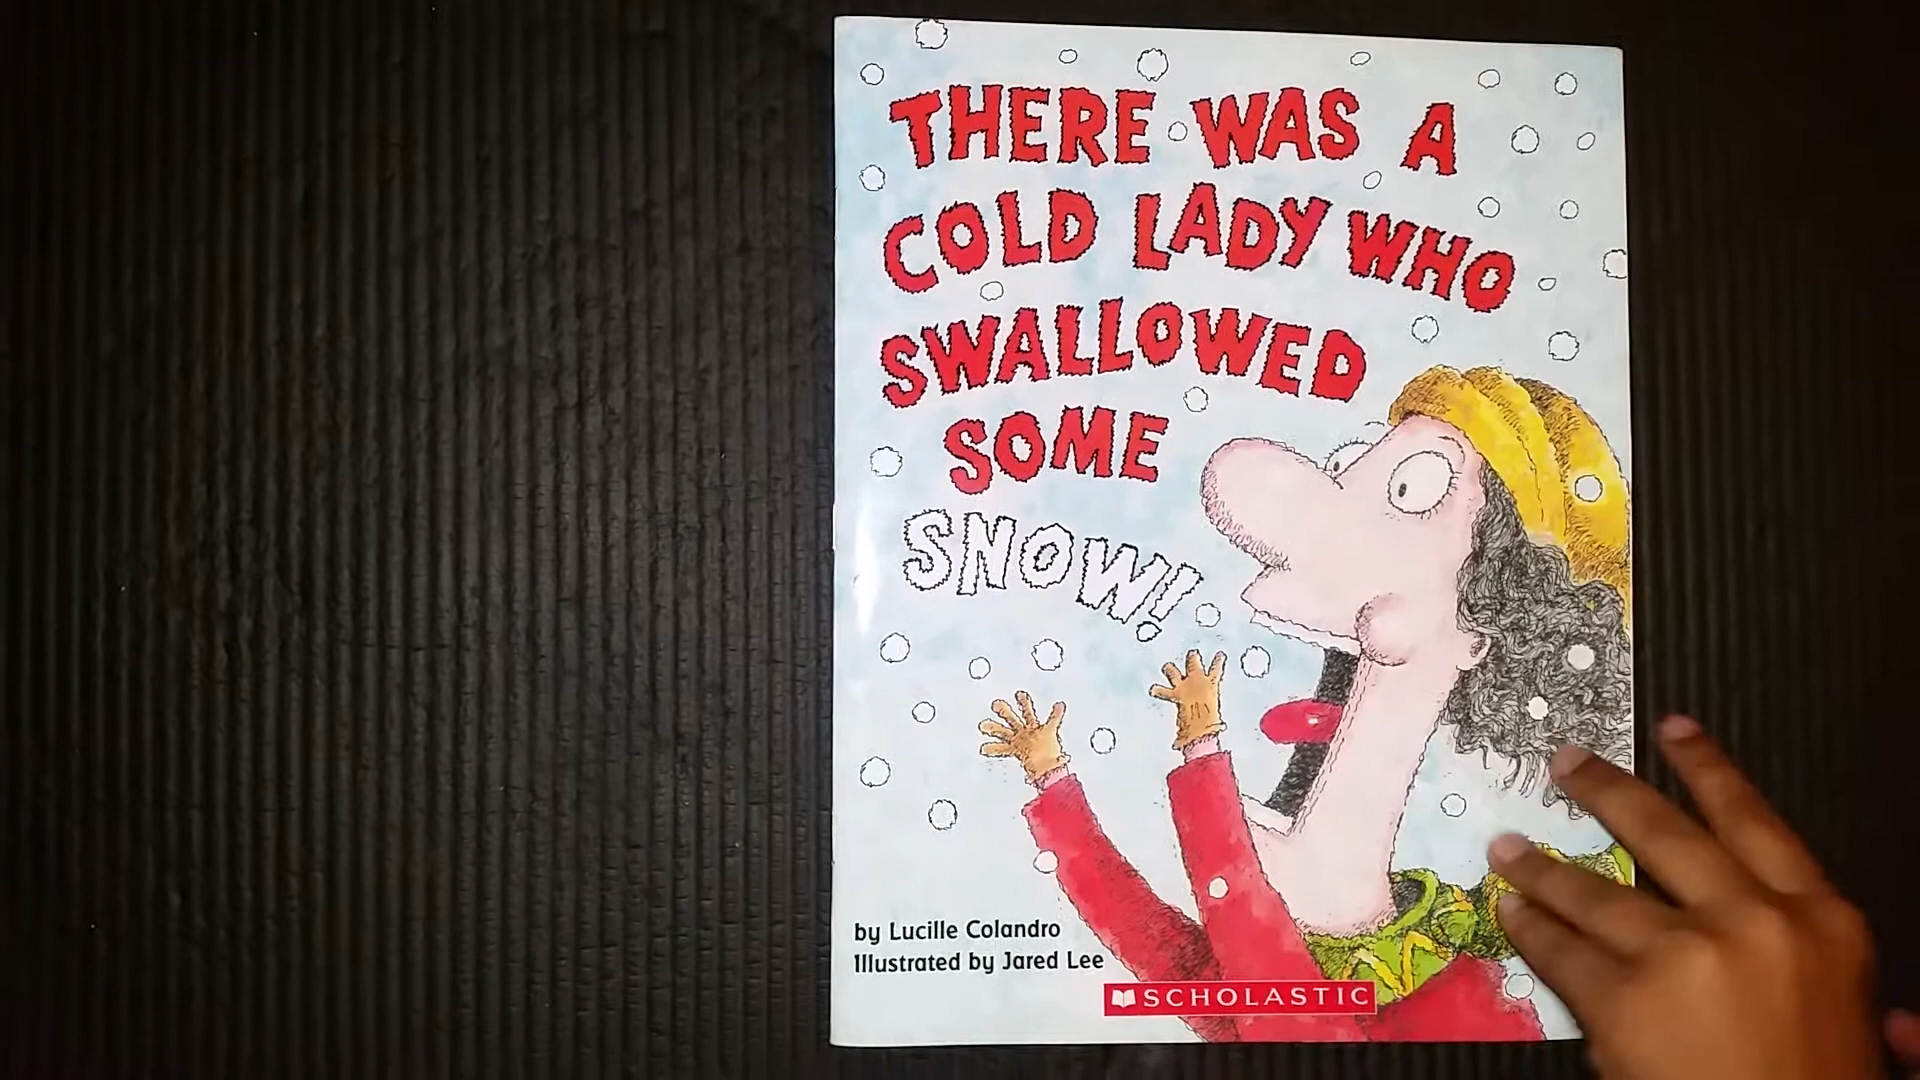 THERE WAS A
COLD LADY WHO
SWALLOWED
SOME
SNOW!
by Lucille Colandro
Illustrated by Jared Lee
SCHOLASTIC